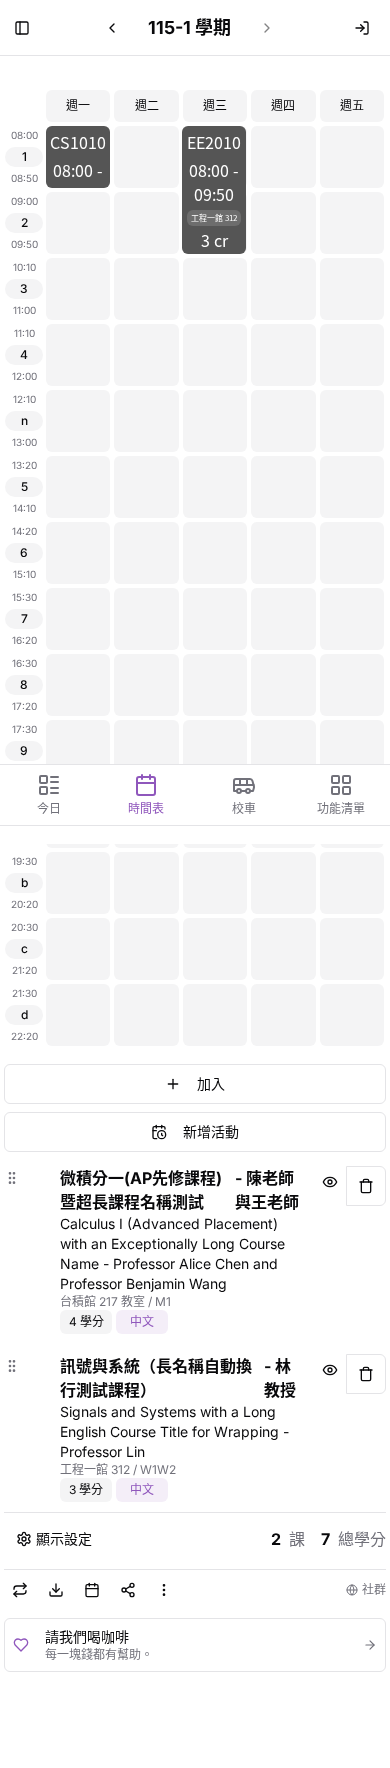 115-1 學期
週一 週二 週三 週四 週五
08:00
1
08:50
CS1010
08:00 -
EE2010
08:00 -
09:50
工程一館 312
3 cr
09:00
2
09:50
10:10
3
11:00
11:10
4
12:00
12:10
n
13:00
13:20
5
14:10
14:20
6
15:10
15:30
7
16:20
16:30
8
17:20
17:30
9
今日 時間表 校車 功能清單
19:30
b
20:20
20:30
c
21:20
21:30
d
22:20
加入
新增活動
微積分一(AP先修課程) - 陳老師
暨超長課程名稱測試 與王老師
Calculus I (Advanced Placement)
with an Exceptionally Long Course
Name - Professor Alice Chen and
Professor Benjamin Wang
台積館 217 教室 / M1
4 學分 中文
訊號與系統（長名稱自動換 - 林
行測試課程） 教授
Signals and Systems with a Long
English Course Title for Wrapping -
Professor Lin
工程一館 312 / W1W2
3 學分 中文
顯示設定 2 課 7 總學分
社群
請我們喝咖啡
每一塊錢都有幫助。